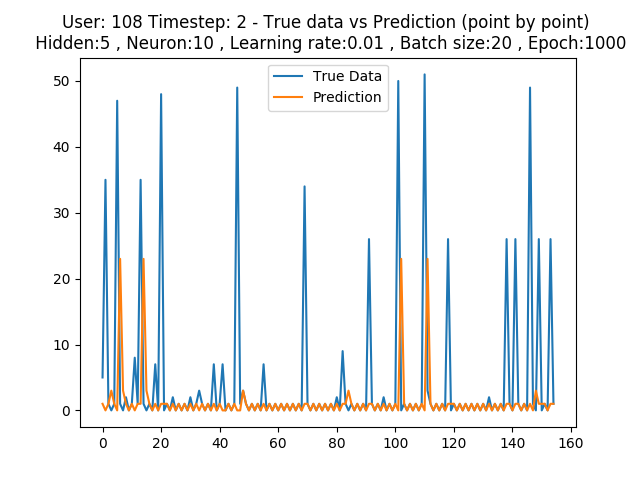 User: 108 Timestep: 2 - True data vs Prediction (point by point)
Hidden:5 , Neuron:10 , Learning rate:0.01 , Batch size:20 , Epoch:1000
True Data
Prediction
50
40
30
20
10
0
0 20 40 60 80 100 120 140 160